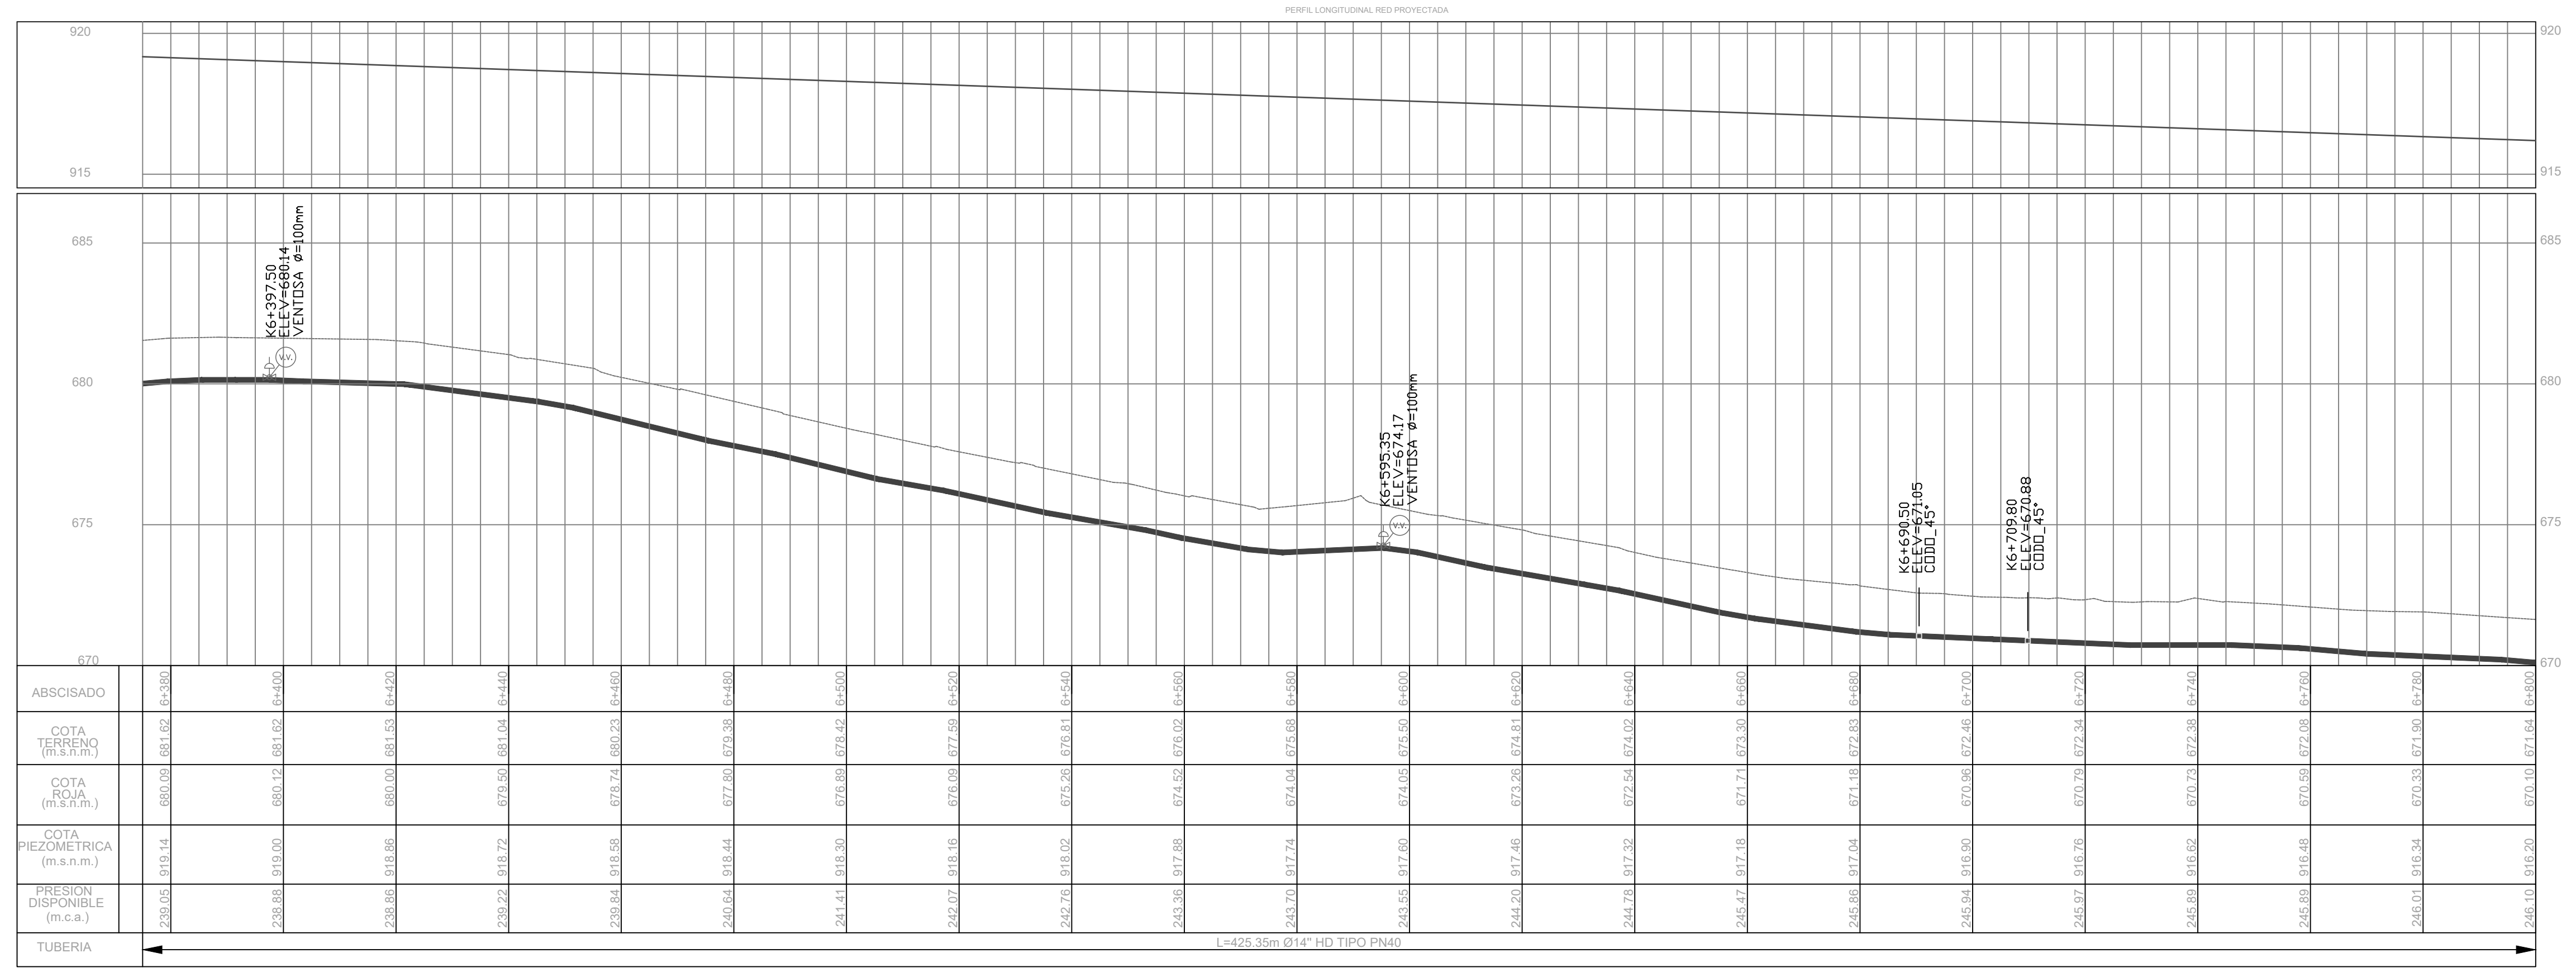 PERFIL LONGITUDINAL RED PROYECTADA
920
920
915
915
685
685
K6+397.50
ELEV=680.14
VENTOSA Ø=100mm
V.V.
680
680
K6+595.35
ELEV=674.17
VENTOSA Ø=100mm
V.V.
675
675
K6+690.50
ELEV=671.05
CODO_45°
K6+709.80
ELEV=670.88
CODO_45°
670
670
ABSCISADO
6+380 6+400 6+420 6+440 6+460 6+480 6+500 6+520 6+540 6+560 6+580 6+600 6+620 6+640 6+660 6+680 6+700 6+720 6+740 6+760 6+780 6+800
COTA
TERRENO
(m.s.n.m.)
681.62 681.62 681.53 681.04 680.23 679.38 678.42 677.59 676.81 676.02 675.68 675.50 674.81 674.02 673.30 672.83 672.46 672.34 672.38 672.08 671.90 671.64
COTA
ROJA
(m.s.n.m.)
680.09 680.12 680.00 679.50 678.74 677.80 676.89 676.09 675.26 674.52 674.04 674.05 673.26 672.54 671.71 671.18 670.96 670.79 670.73 670.59 670.33 670.10
COTA
PIEZOMETRICA
(m.s.n.m.)
919.14 919.00 918.86 918.72 918.58 918.44 918.30 918.16 918.02 917.88 917.74 917.60 917.46 917.32 917.18 917.04 916.90 916.76 916.62 916.48 916.34 916.20
PRESION
DISPONIBLE
(m.c.a.)
239.05 238.88 238.86 239.22 239.84 240.64 241.41 242.07 242.76 243.36 243.70 243.55 244.20 244.78 245.47 245.86 245.94 245.97 245.89 245.89 246.01 246.10
TUBERIA
L=425.35m Ø14" HD TIPO PN40